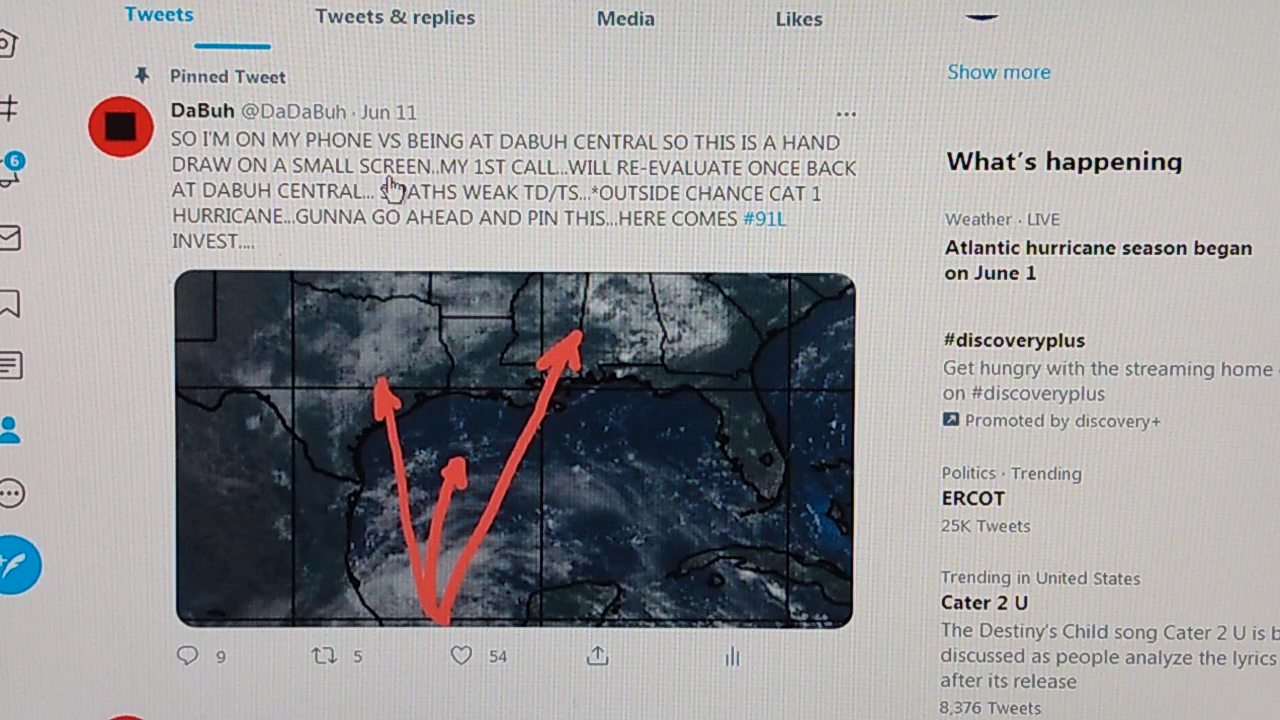 Tweets
Tweets & replies
Media
Likes
Pinned Tweet
DaBuh @DaDaBuh · Jun 11
SO I'M ON MY PHONE VS BEING AT DABUH CENTRAL SO THIS IS A HAND
DRAW ON A SMALL SCREEN..MY 1ST CALL...WILL RE-EVALUATE ONCE BACK
AT DABUH CENTRAL... WEAK TD/TS...*OUTSIDE CHANCE CAT 1
HURRICANE...GUNNA GO AHEAD AND PIN THIS...HERE COMES #91L
INVEST....
9
5
54
6
Show more
What's happening
Weather · LIVE
Atlantic hurricane season began
on June 1
#discoveryplus
Get hungry with the streaming home
on #discoveryplus
Promoted by discovery+
Politics · Trending
ERCOT
25K Tweets
Trending in United States
Cater 2 U
The Destiny's Child song Cater 2 U is
discussed as people analyze the lyrics
after its release
8,376 Tweets